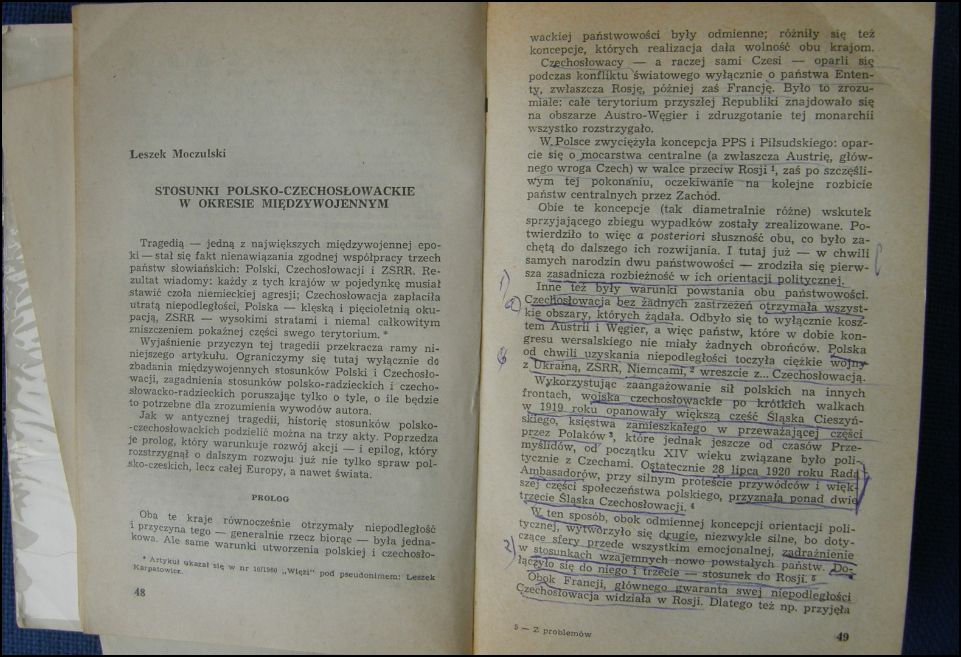 Leszek Moczulski
STOSUNKI POLSKO-CZECHOSŁOWACKIE
W OKRESIE MIĘDZYWOJENNYM
Tragedią — jedną z największych międzywojennej epo-
ki — stał się fakt nienawiązania zgodnej współpracy trzech
państw słowiańskich: Polski, Czechosłowacji i ZSRR. Re-
zultat wiadomy: każdy z tych krajów w pojedynkę musiał
stawić czoła niemieckiej agresji; Czechosłowacja zapłaciła
utratą niepodległości, Polska — klęską i pięcioletnią oku-
pacją, ZSRR — wysokimi stratami i niemal całkowitym
zniszczeniem pokaźnej części swego terytorium. *
Wyjaśnienie przyczyn tej tragedii przekracza ramy ni-
niejszego artykułu. Ograniczymy się tutaj wyłącznie do
zbadania międzywojennych stosunków Polski i Czechosło-
wacji, zagadnienia stosunków polsko-radzieckich i czecho-
słowacko-radzieckich poruszając tylko o tyle, o ile będzie
to potrzebne dla zrozumienia wywodów autora.
Jak w antycznej tragedii, historię stosunków polsko-
-czechosłowackich podzielić można na trzy akty. Poprzedza
je prolog, który warunkuje rozwój akcji — i epilog, który
rozstrzygnął o dalszym rozwoju już nie tylko spraw pol-
sko-czeskich, lecz całej Europy, a nawet świata.
PROLOG
Oba te kraje równocześnie otrzymały niepodległość
i przyczyna tego — generalnie rzecz biorąc — była jedna-
kowa. Ale same warunki utworzenia polskiej i czechosło-
* Artykuł ukazał się w nr 10/1960 „Więzi" pod pseudonimem: Leszek
Karpatowicz.
48
wackiej państwowości były odmienne; różniły się też
koncepcje, których realizacja dała wolność obu krajom.
Czechosłowacy — a raczej sami Czesi — oparli się
podczas konfliktu światowego wyłącznie o państwa Enten-
ty, zwłaszcza Rosję, później zaś Francję. Było to zrozu-
miałe: całe terytorium przyszłej Republiki znajdowało się
na obszarze Austro-Węgier i zdruzgotanie tej monarchii
wszystko rozstrzygało.
W Polsce zwyciężyła koncepcja PPS i Piłsudskiego: opar-
cie się o mocarstwa centralne (a zwłaszcza Austrię, głów-
nego wroga Czech) w walce przeciw Rosji ¹, zaś po szczęśli-
wym tej pokonaniu, oczekiwanie na kolejne rozbicie
państw centralnych przez Zachód.
Obie te koncepcje (tak diametralnie różne) wskutek
sprzyjającego zbiegu wypadków zostały zrealizowane. Po-
twierdziło to więc a posteriori słuszność obu, co było za-
chętą do dalszego ich rozwijania. I tutaj już — w chwili
samych narodzin dwu państwowości — zrodziła się pierw-
sza zasadnicza rozbieżność w ich orientacji politycznej.
1)
Inne też były warunki powstania obu państwowości.
Czechosłowacja bez żadnych zastrzeżeń otrzymała wszyst-
kie obszary, których żądała. Odbyło się to wyłącznie kosz-
tem Austrii i Węgier, a więc państw, które w dobie kon-
gresu wersalskiego nie miały żadnych obrońców. Polska
od chwili uzyskania niepodległości toczyła ciężkie wojny
z Ukrainą, ZSRR, Niemcami, ² wreszcie z... Czechosłowacją.
Wykorzystując zaangażowanie sił polskich na innych
frontach, wojska czechosłowackie po krótkich walkach
w 1919 roku opanowały większą część Śląska Cieszyń-
skiego, księstwa zamieszkałego w przeważającej części
przez Polaków ³, które jednak jeszcze od czasów Prze-
myślidów, od początku XIV wieku związane było poli-
tycznie z Czechami. Ostatecznie 28 lipca 1920 roku Rada
Ambasadorów, przy silnym proteście przywódców i więk-
szej części społeczeństwa polskiego, przyznała ponad dwie
trzecie Śląska Czechosłowacji. ⁴
W ten sposób, obok odmiennej koncepcji orientacji poli-
tycznej, wytworzyło się drugie, niezwykle silne, bo doty-
czące sfery przede wszystkim emocjonalnej, zadrażnienie
2)
w stosunkach wzajemnych nowo powstałych państw. Do-
łączyło się do niego i trzecie — stosunek do Rosji. ⁵
Obok Francji, głównego gwaranta swej niepodległości
Czechosłowacja widziała w Rosji. Dlatego też np. przyjęła
5 — Z problemów
49